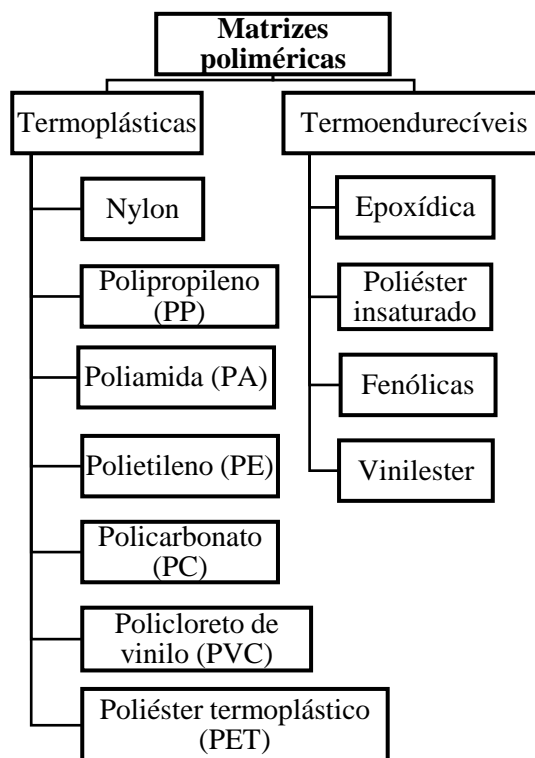 Matrizes
poliméricas
Termoplásticas
Nylon
Polipropileno
(PP)
Poliamida (PA)
Polietileno (PE)
Policarbonato
(PC)
Policloreto de
vinilo (PVC)
Poliéster termoplástico
(PET)
Termoendurecíveis
Epoxídica
Poliéster
insaturado
Fenólicas
Vinilester